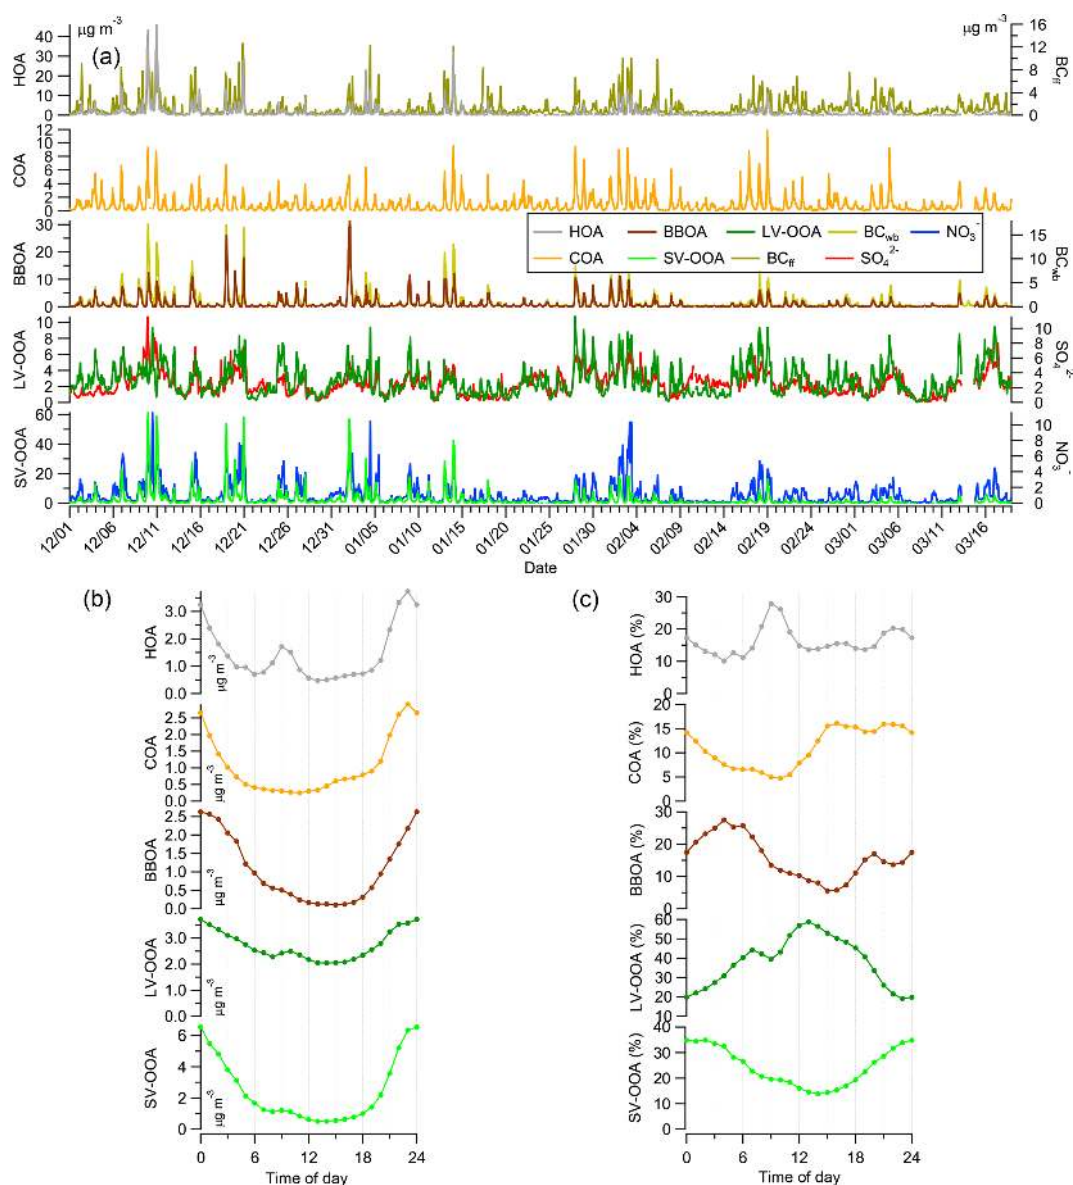 μg m⁻³
μg m⁻³
(a)
HOA
40
30
20
10
0
16
12
8
4
0
BCff
COA
12
10
8
6
4
2
0
BBOA
30
20
10
0
15
10
5
0
BCwb
HOA BBOA LV-OOA BCwb NO₃⁻
COA SV-OOA BCff SO₄²⁻
LV-OOA
10
8
6
4
2
0
10
8
6
4
2
0
SO₄²⁻
SV-OOA
60
40
20
0
10
8
6
4
2
0
NO₃⁻
12/01 12/06 12/11 12/16 12/21 12/26 12/31 01/05 01/10 01/15 01/20 01/25 01/30 02/04 02/09 02/14 02/19 02/24 03/01 03/06 03/11 03/16
Date
(b)
HOA
3.0
2.0
1.0
0.0
μg m⁻³
COA
2.5
2.0
1.5
1.0
0.5
0.0
μg m⁻³
BBOA
2.5
2.0
1.5
1.0
0.5
0.0
μg m⁻³
LV-OOA
3.0
2.0
1.0
0.0
μg m⁻³
SV-OOA
6
4
2
0
μg m⁻³
0 6 12 18 24
Time of day
(c)
HOA (%)
30
20
10
0
COA (%)
20
15
10
5
0
BBOA (%)
30
20
10
0
LV-OOA (%)
60
50
40
30
20
10
SV-OOA (%)
40
30
20
10
0
0 6 12 18 24
Time of day